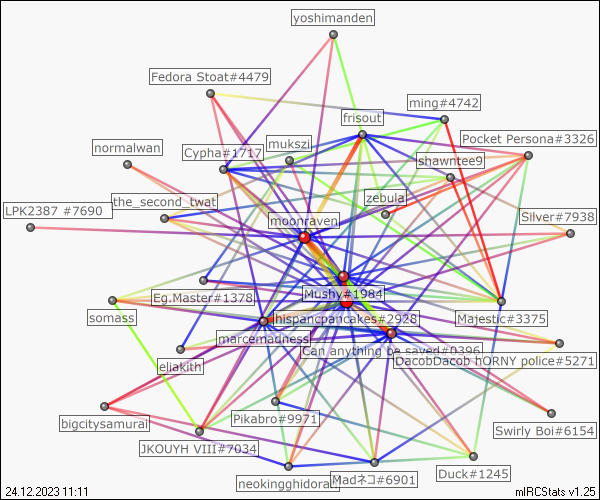 yoshimanden
Fedora Stoat#4479
ming#4742
frisout
Pocket Persona#3326
mukszi
normalwan
Cypha#1717
shawntee9
the_second_twat
zebula
LPK2387 #7690
moonraven
Silver#7938
Mushy#1984
Eg.Master#1378
somass
hispancpancakes#2928
Majestic#3375
marcemadness
Can anything be saved#0396
DacobDacob hORNY police#5271
eliakith
bigcitysamurai
Pikabro#9971
Swirly Boi#6154
JKOUYH VIII#7034
neokingghidorah
Madネコ#6901
Duck#1245
24.12.2023 11:11
mIRCStats v1.25